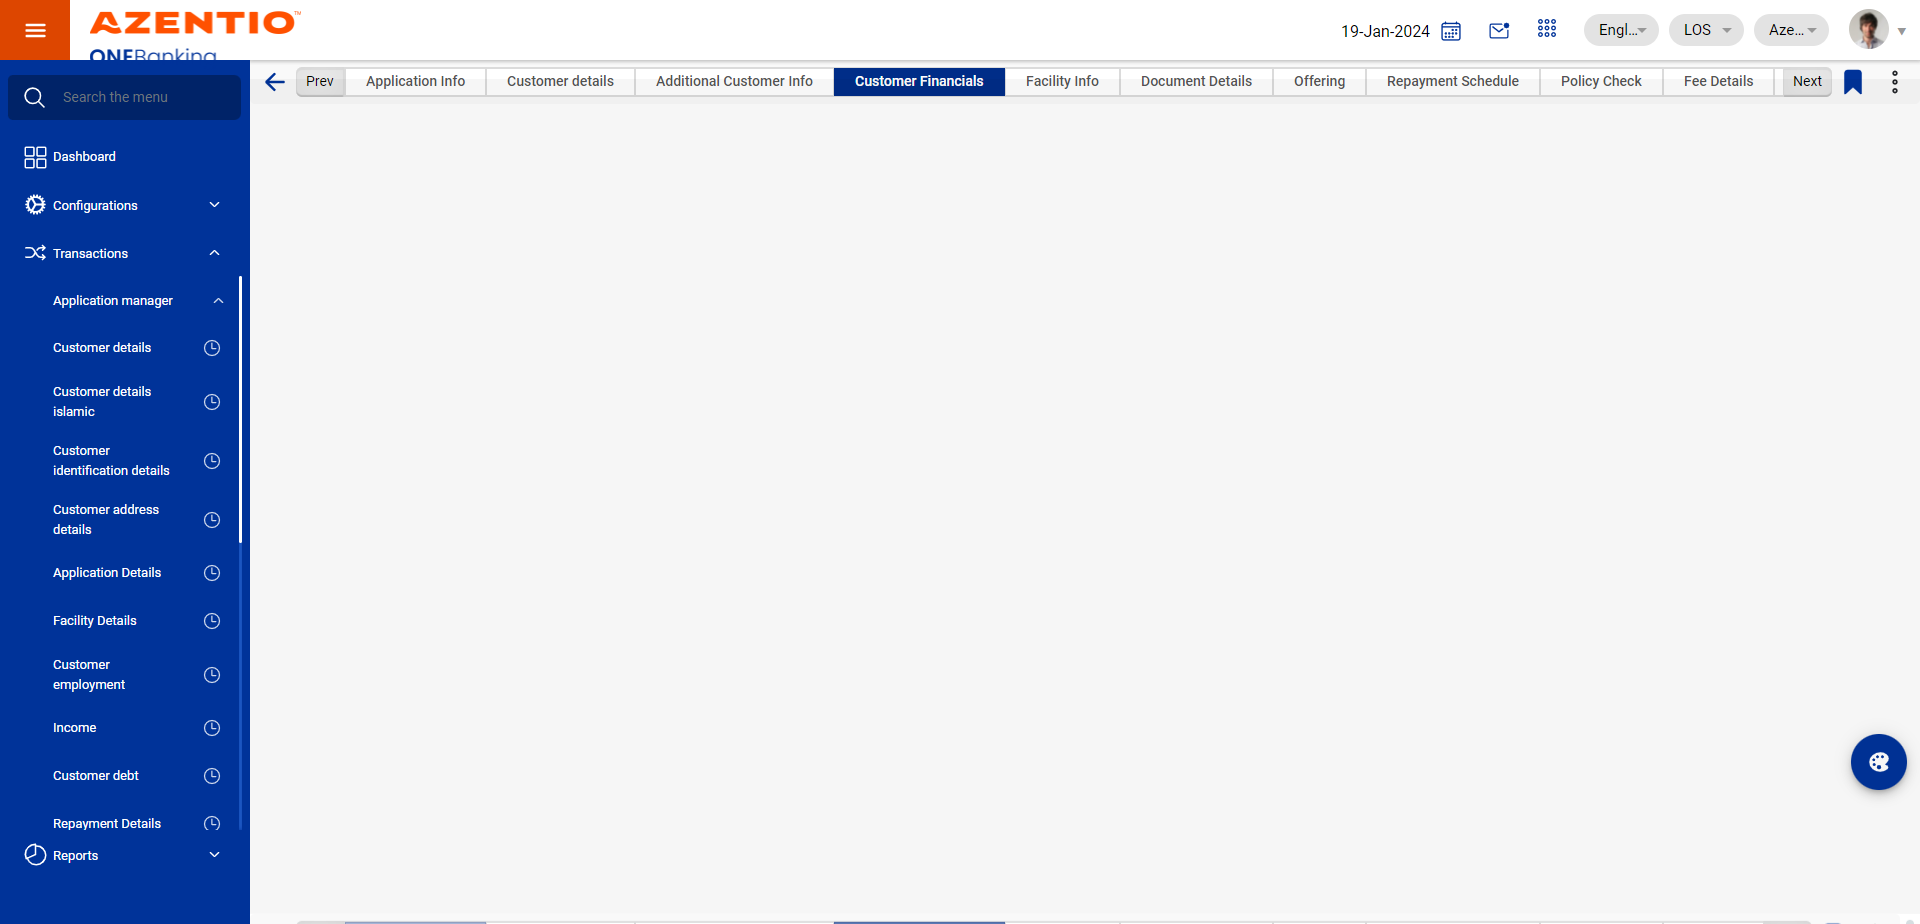 AZENTIO™
ONEBanking
19-Jan-2024
Engl...
LOS
Aze...
Search the menu
Prev
Application Info
Customer details
Additional Customer Info
Customer Financials
Facility Info
Document Details
Offering
Repayment Schedule
Policy Check
Fee Details
Next
Dashboard
Configurations
Transactions
Application manager
Customer details
Customer details
islamic
Customer
identification details
Customer address
details
Application Details
Facility Details
Customer
employment
Income
Customer debt
Repayment Details
Reports